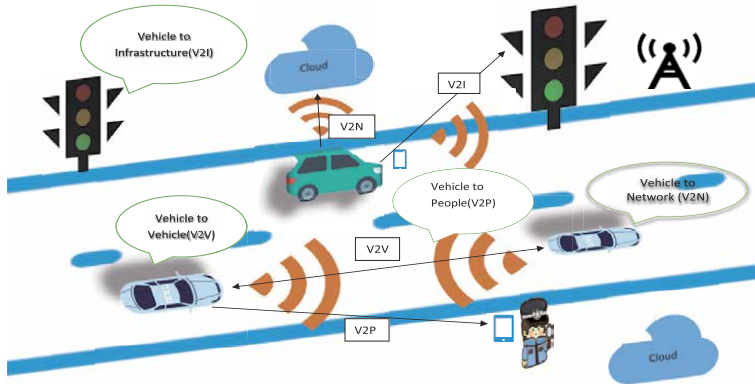 Vehicle to
Infrastructure(V2I)
Cloud
V2I
V2N
Vehicle to
People(V2P)
Vehicle to
Network (V2N)
Vehicle to
Vehicle(V2V)
V2V
V2P
Cloud